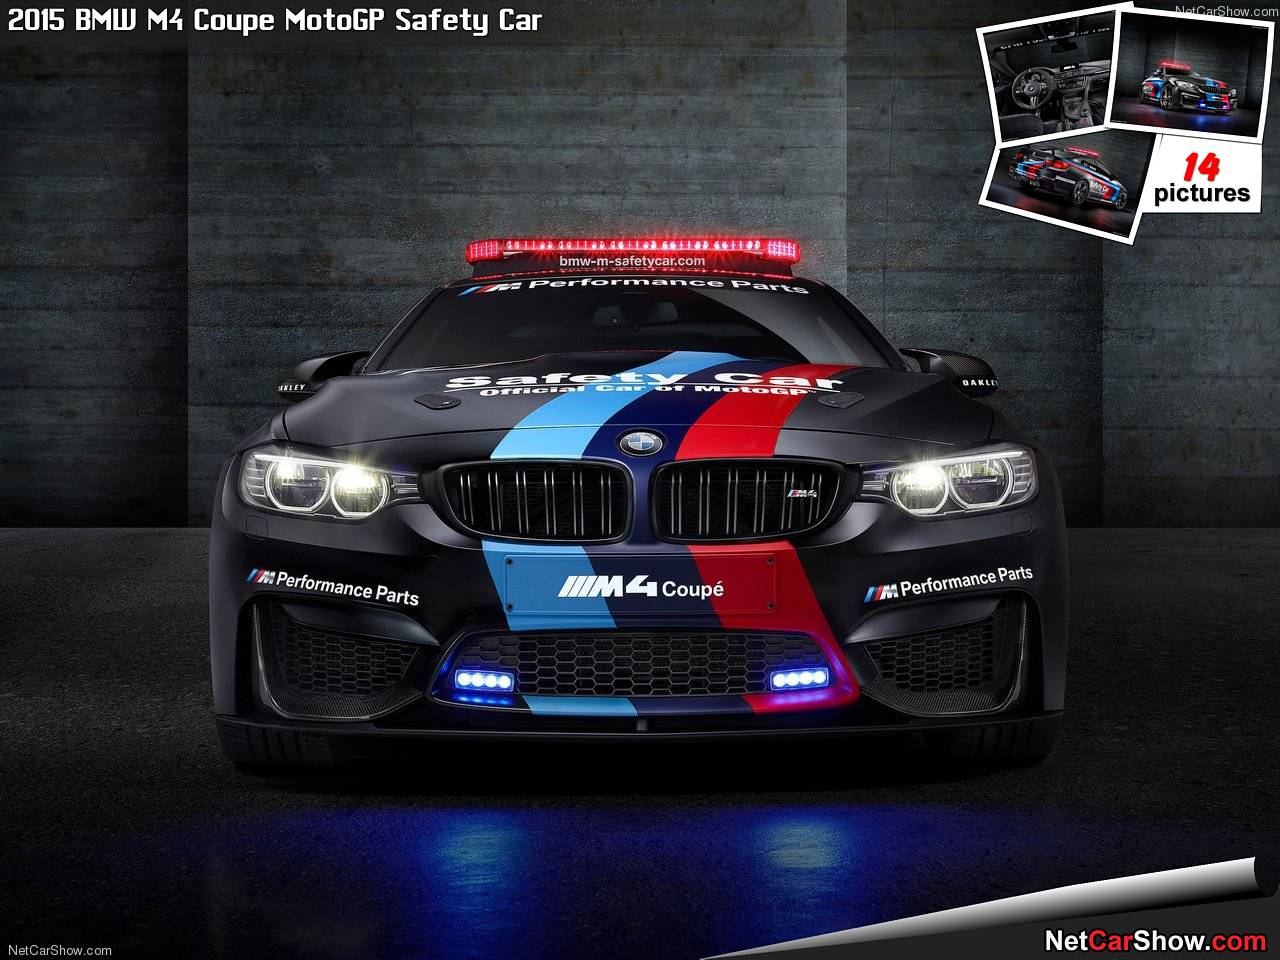 2015 BMW M4 Coupe MotoGP Safety Car
NetCarShow.com
14
pictures
bmw-m-safetycar.com
M Performance Parts
Safety Car
Official Car of MotoGP™
OAKLEY
OAKLEY
M4
M4 Coupé
M Performance Parts
M Performance Parts
NetCarShow.com
NetCarShow.com